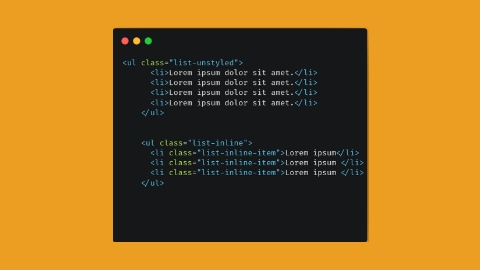 <ul class="list-unstyled">
<li>Lorem ipsum dolor sit amet.</li>
<li>Lorem ipsum dolor sit amet.</li>
<li>Lorem ipsum dolor sit amet.</li>
<li>Lorem ipsum dolor sit amet.</li>
</ul>
<ul class="list-inline">
<li class="list-inline-item">Lorem ipsum</li>
<li class="list-inline-item">Lorem ipsum </li>
<li class="list-inline-item">Lorem ipsum </li>
</ul>